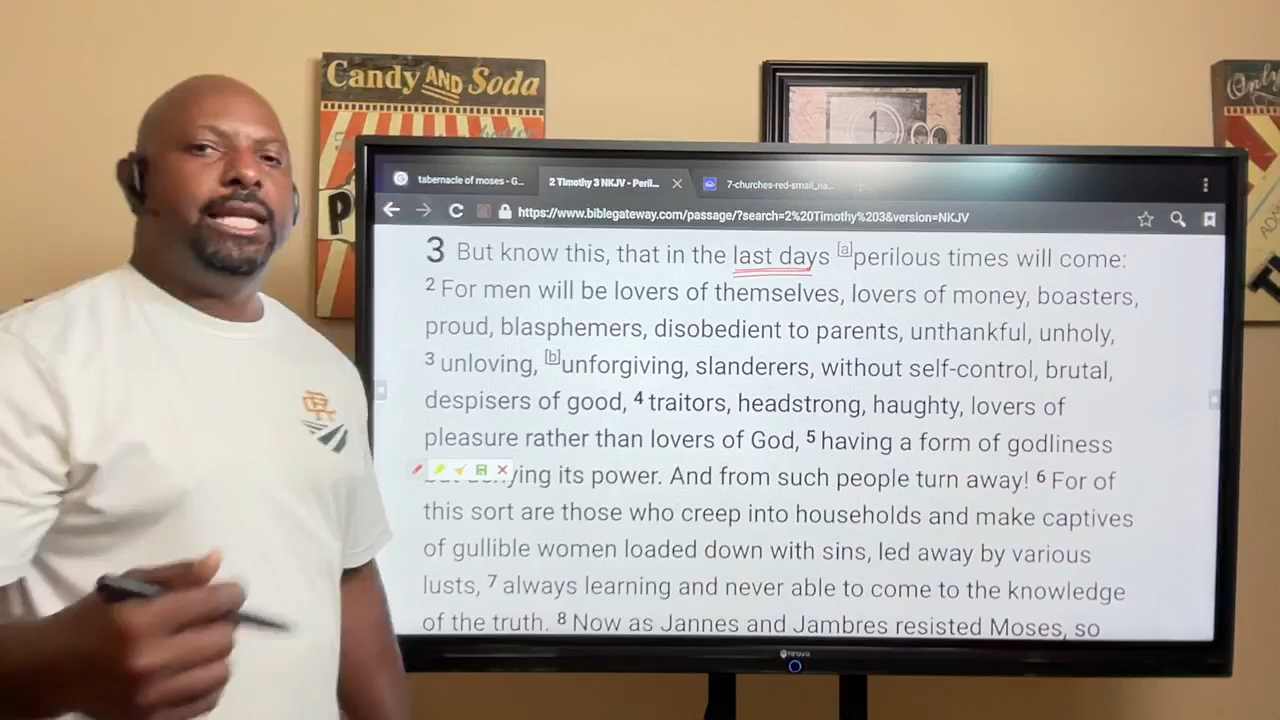 Candy AND Soda
Only
1
tabernacle of moses - G...
2 Timothy 3 NKJV - Peril...
7-churches-red-small_na...
https://www.biblegateway.com/passage/?search=2%20Timothy%203&version=NKJV
3 But know this, that in the last days [a]perilous times will come:
2 For men will be lovers of themselves, lovers of money, boasters,
proud, blasphemers, disobedient to parents, unthankful, unholy,
3 unloving, [b]unforgiving, slanderers, without self-control, brutal,
despisers of good, 4 traitors, headstrong, haughty, lovers of
pleasure rather than lovers of God, 5 having a form of godliness
its power. And from such people turn away! 6 For of
this sort are those who creep into households and make captives
of gullible women loaded down with sins, led away by various
lusts, 7 always learning and never able to come to the knowledge
of the truth. 8 Now as Jannes and Jambres resisted Moses, so